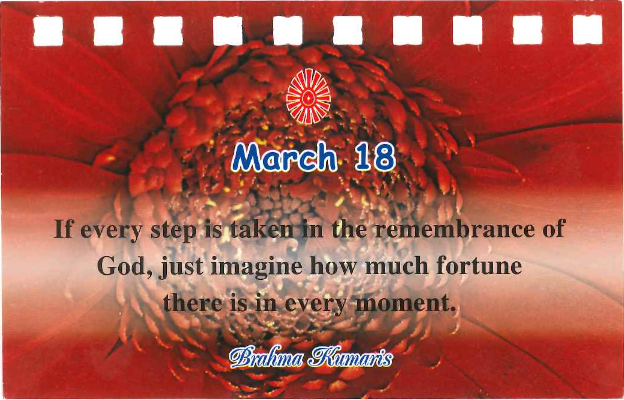 March 18
If every step is taken in the remembrance of
God, just imagine how much fortune
there is in every moment.
Brahma Kumaris